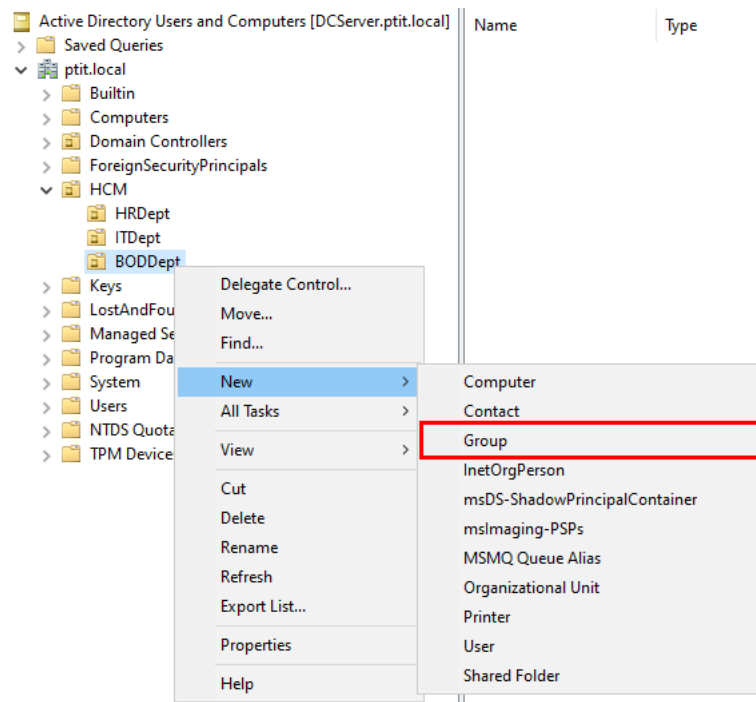 Active Directory Users and Computers [DCServer.ptit.local]
Name Type
Saved Queries
ptit.local
Builtin
Computers
Domain Controllers
ForeignSecurityPrincipals
HCM
HRDept
ITDept
BODDept
Keys
LostAndFou
Managed Se
Program Da
System
Users
NTDS Quota
TPM Device
Delegate Control...
Move...
Find...
New
All Tasks
View
Cut
Delete
Rename
Refresh
Export List...
Properties
Help
Computer
Contact
Group
InetOrgPerson
msDS-ShadowPrincipalContainer
msImaging-PSPs
MSMQ Queue Alias
Organizational Unit
Printer
User
Shared Folder